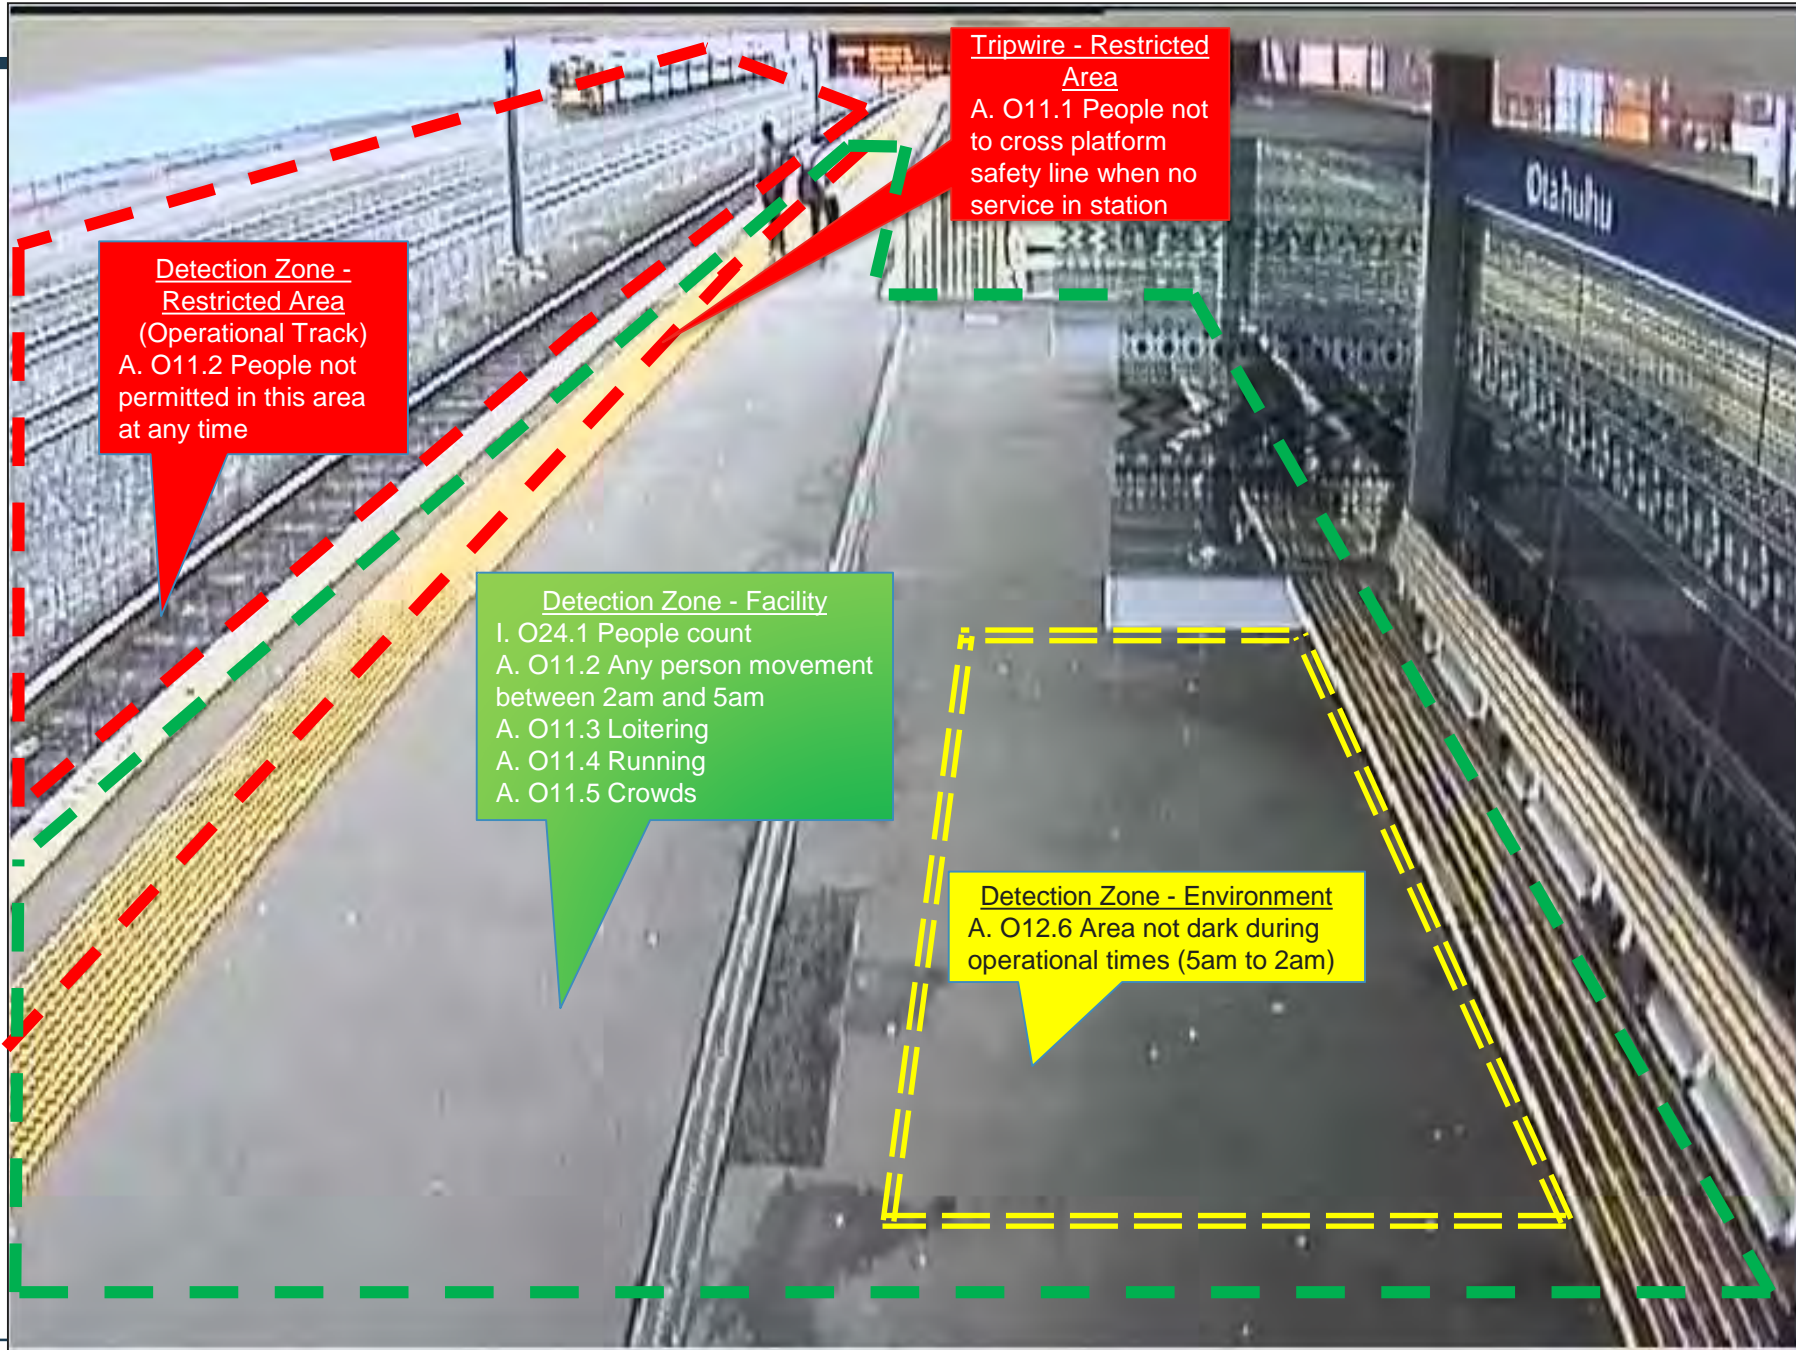 Tripwire - Restricted
Area
A. O11.1 People not
to cross platform
safety line when no
service in station
Otahuhu
Detection Zone -
Restricted Area
(Operational Track)
A. O11.2 People not
permitted in this area
at any time
Detection Zone - Facility
I. O24.1 People count
A. O11.2 Any person movement
between 2am and 5am
A. O11.3 Loitering
A. O11.4 Running
A. O11.5 Crowds
Detection Zone - Environment
A. O12.6 Area not dark during
operational times (5am to 2am)